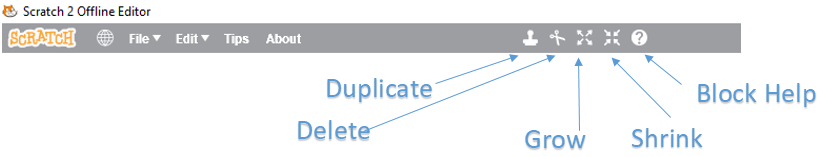 Scratch 2 Offline Editor
SCRATCH File Edit Tips About
Duplicate
Block Help
Delete
Grow
Shrink